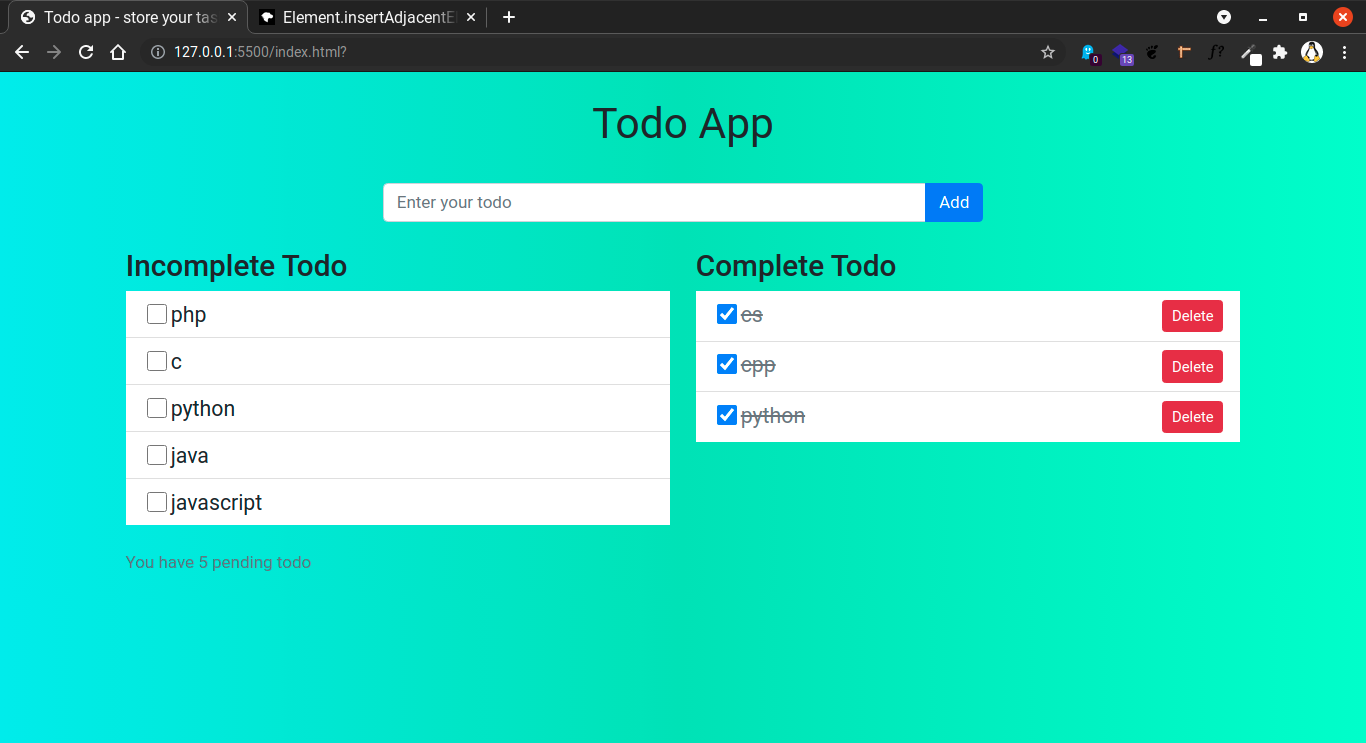 Todo app - store your tas
Element.insertAdjacentE
127.0.0.1:5500/index.html?
0
13
f?
Todo App
Enter your todo
Add
Incomplete Todo
php
c
python
java
javascript
You have 5 pending todo
Complete Todo
cs
Delete
cpp
Delete
python
Delete